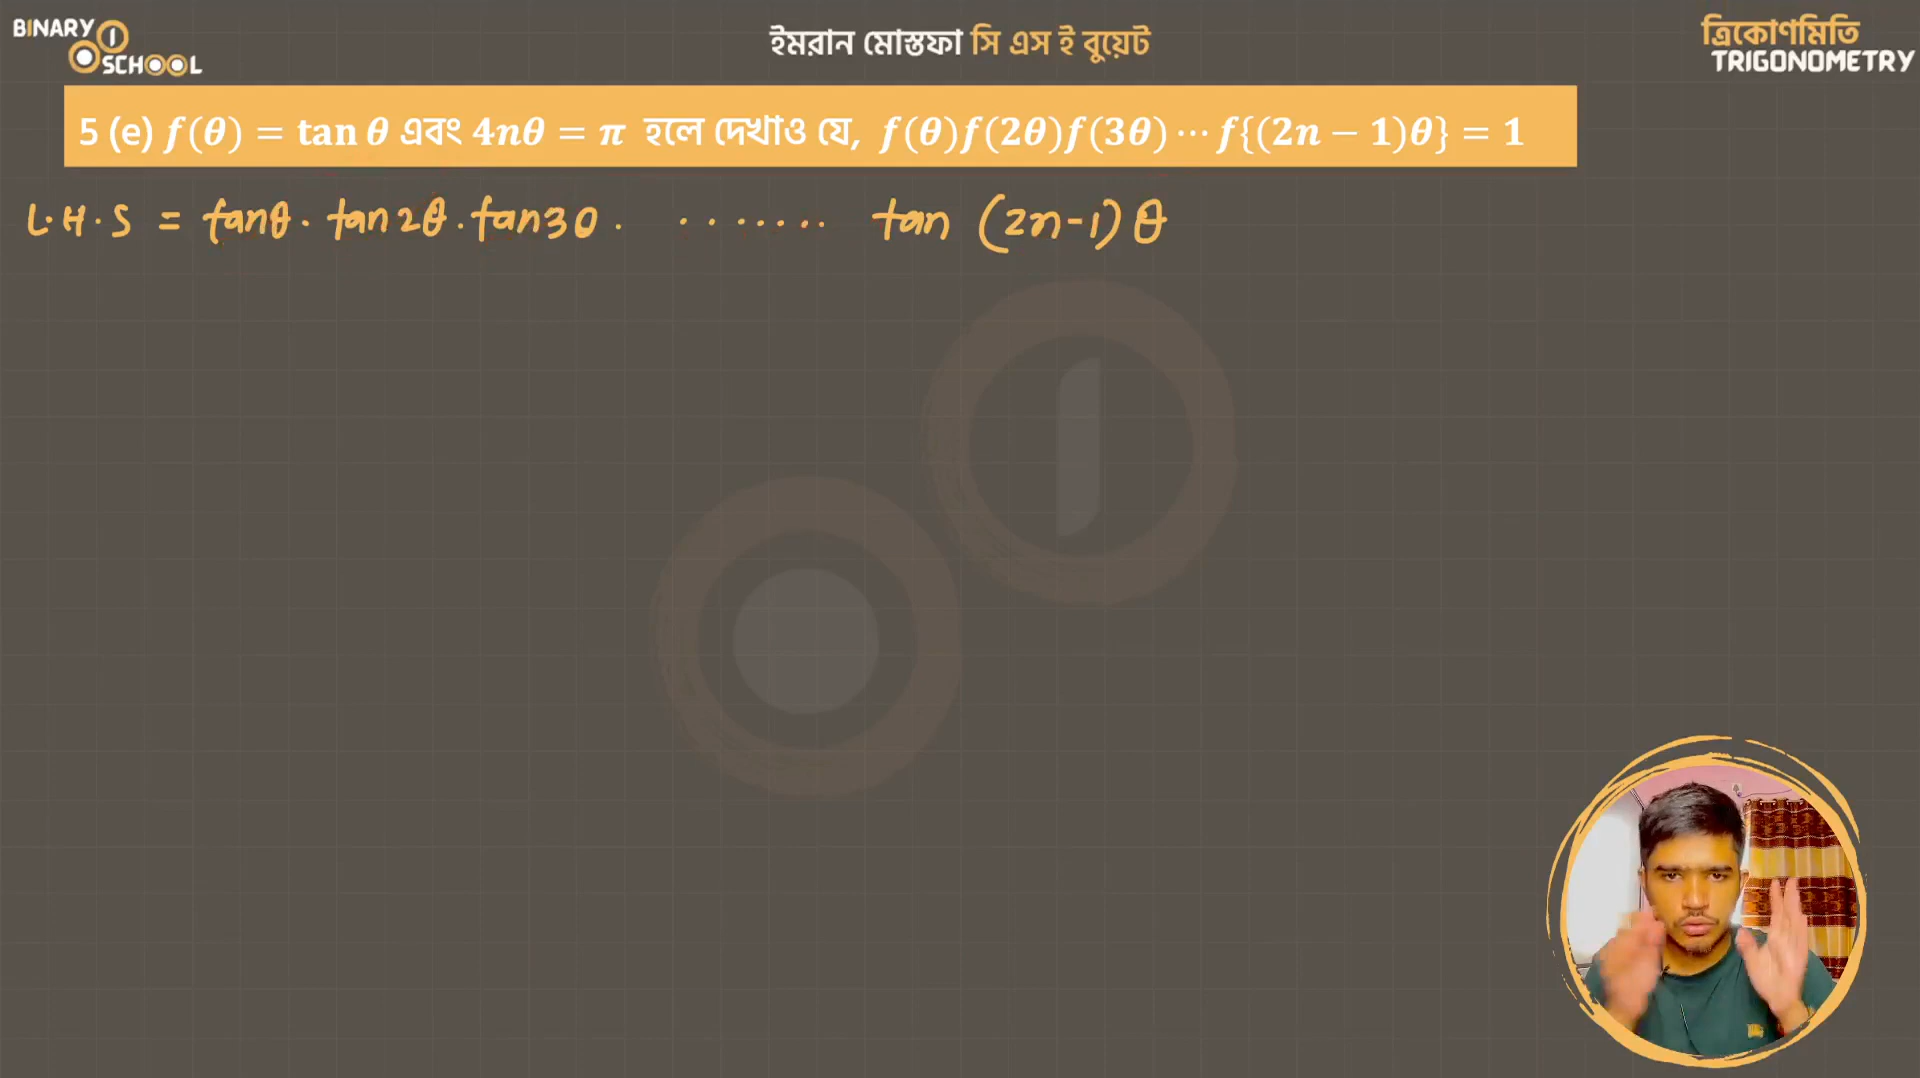 BINARY
SCHOOL
ইমরান মোস্তফা সি এস ই বুয়েট
ত্রিকোণমিতি
TRIGONOMETRY
5 (e) f(θ) = tan θ এবং 4nθ = π হলে দেখাও যে, f(θ)f(2θ)f(3θ) ⋯ f{(2n − 1)θ} = 1
L.H.S = tanθ . tan2θ . tan3θ . ....... tan (2n-1) θ